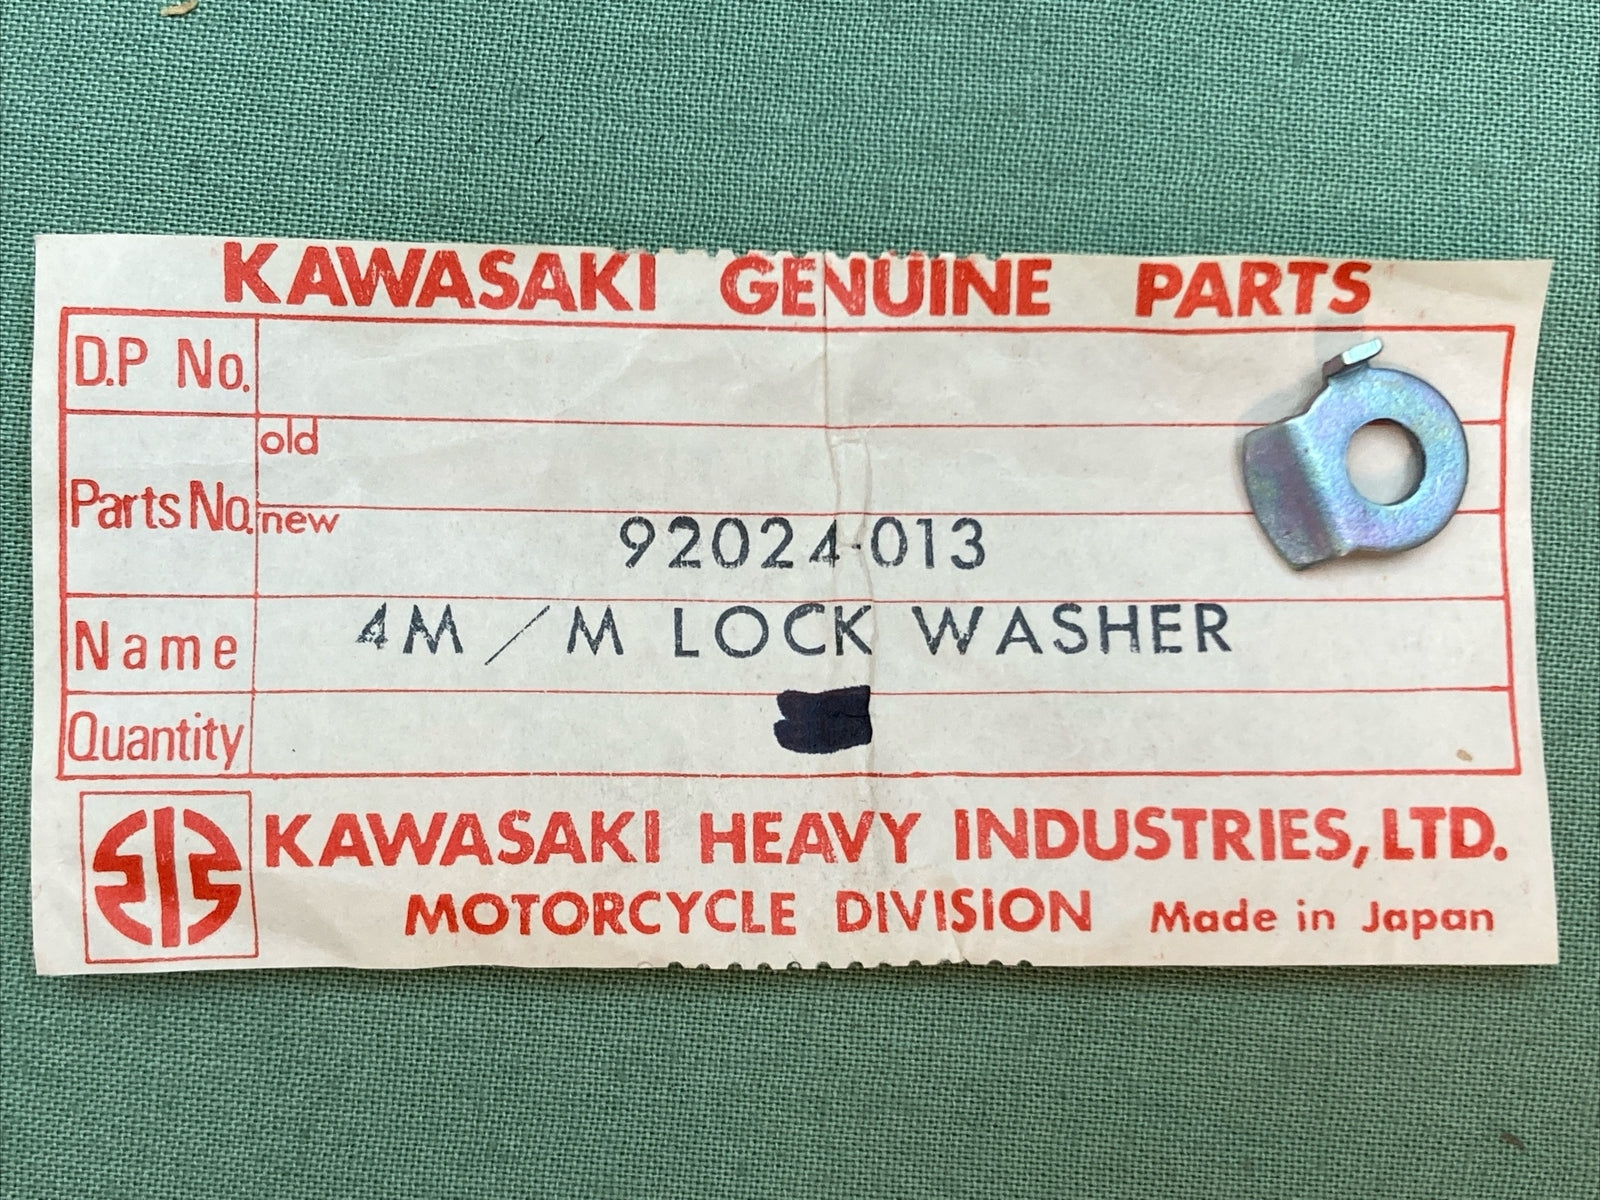 KAWASAKI GENUINE PARTS
D.P No.
Parts No. old
new 92024-013
Name 4M/M LOCK WASHER
Quantity
KAWASAKI HEAVY INDUSTRIES, LTD.
MOTORCYCLE DIVISION Made in Japan